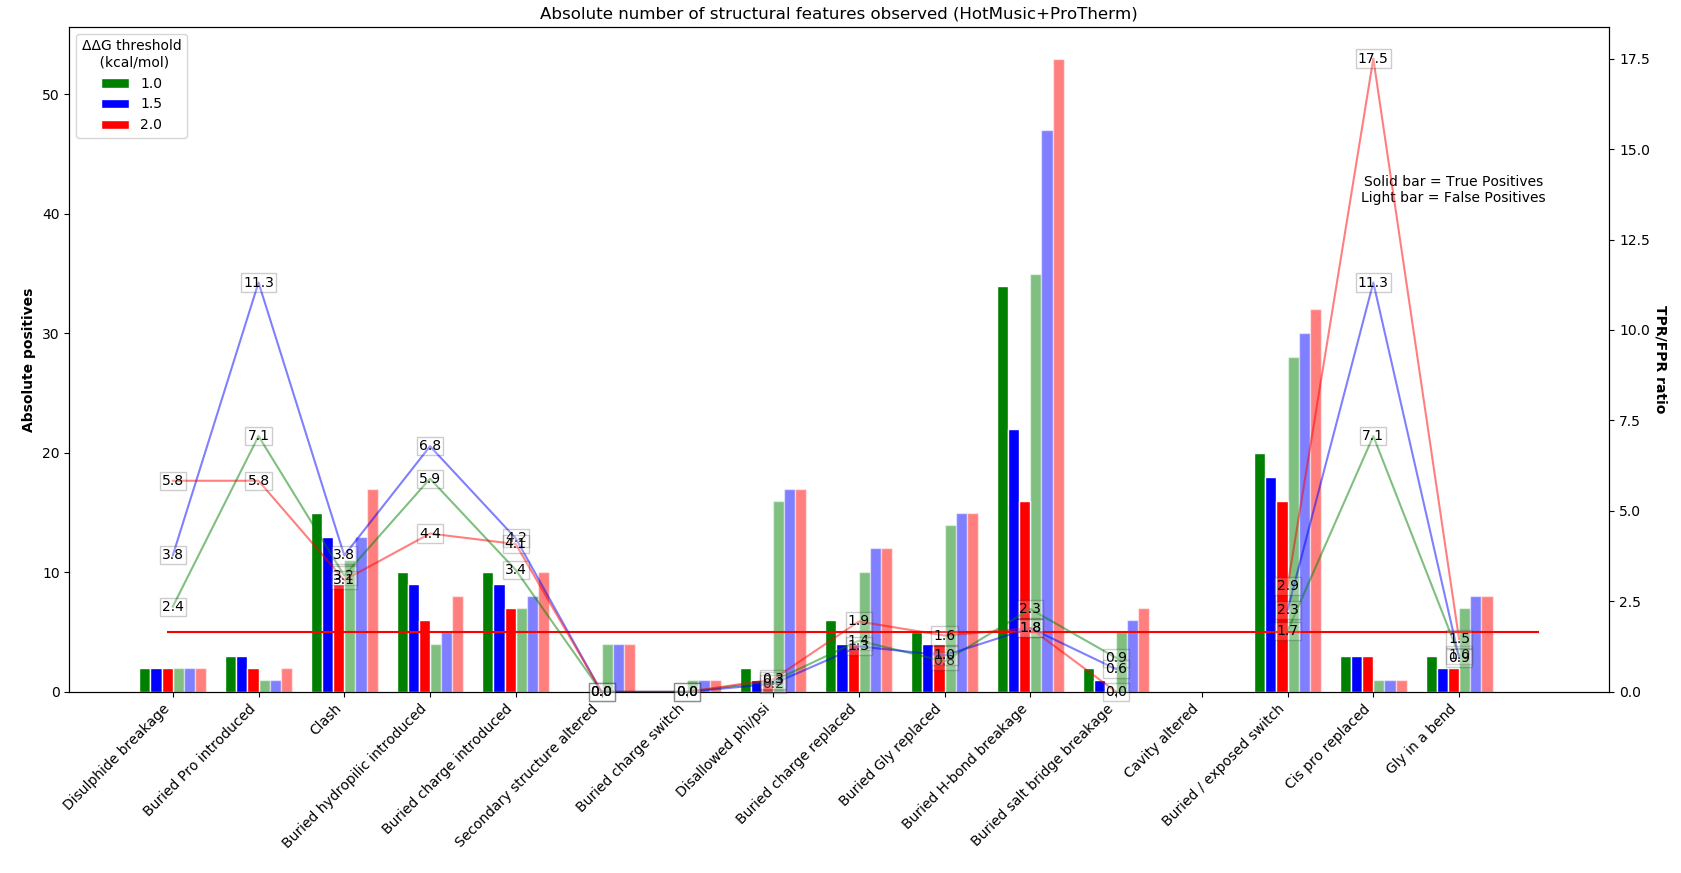 Absolute number of structural features observed (HotMusic+ProTherm)
ΔΔG threshold
(kcal/mol)
1.0
1.5
2.0
Solid bar = True Positives
Light bar = False Positives
Absolute positives
50
40
30
20
10
0
TPR/FPR ratio
17.5
15.0
12.5
10.0
7.5
5.0
2.5
0.0
5.8
3.8
2.4
11.3
7.1
5.8
3.8
3.2
3.1
6.8
5.9
4.4
4.2
4.1
3.4
0.0
0.0
0.3
0.2
1.9
1.4
1.3
1.6
1.0
0.8
2.3
1.8
0.9
0.6
0.0
2.9
2.3
1.7
17.5
11.3
7.1
1.5
1.0
0.9
Disulphide breakage
Buried Pro introduced
Clash
Buried hydropilic introduced
Buried charge introduced
Secondary structure altered
Buried charge switch
Disallowed phi/psi
Buried charge replaced
Buried Gly replaced
Buried H-bond breakage
Buried salt bridge breakage
Cavity altered
Buried / exposed switch
Cis pro replaced
Gly in a bend